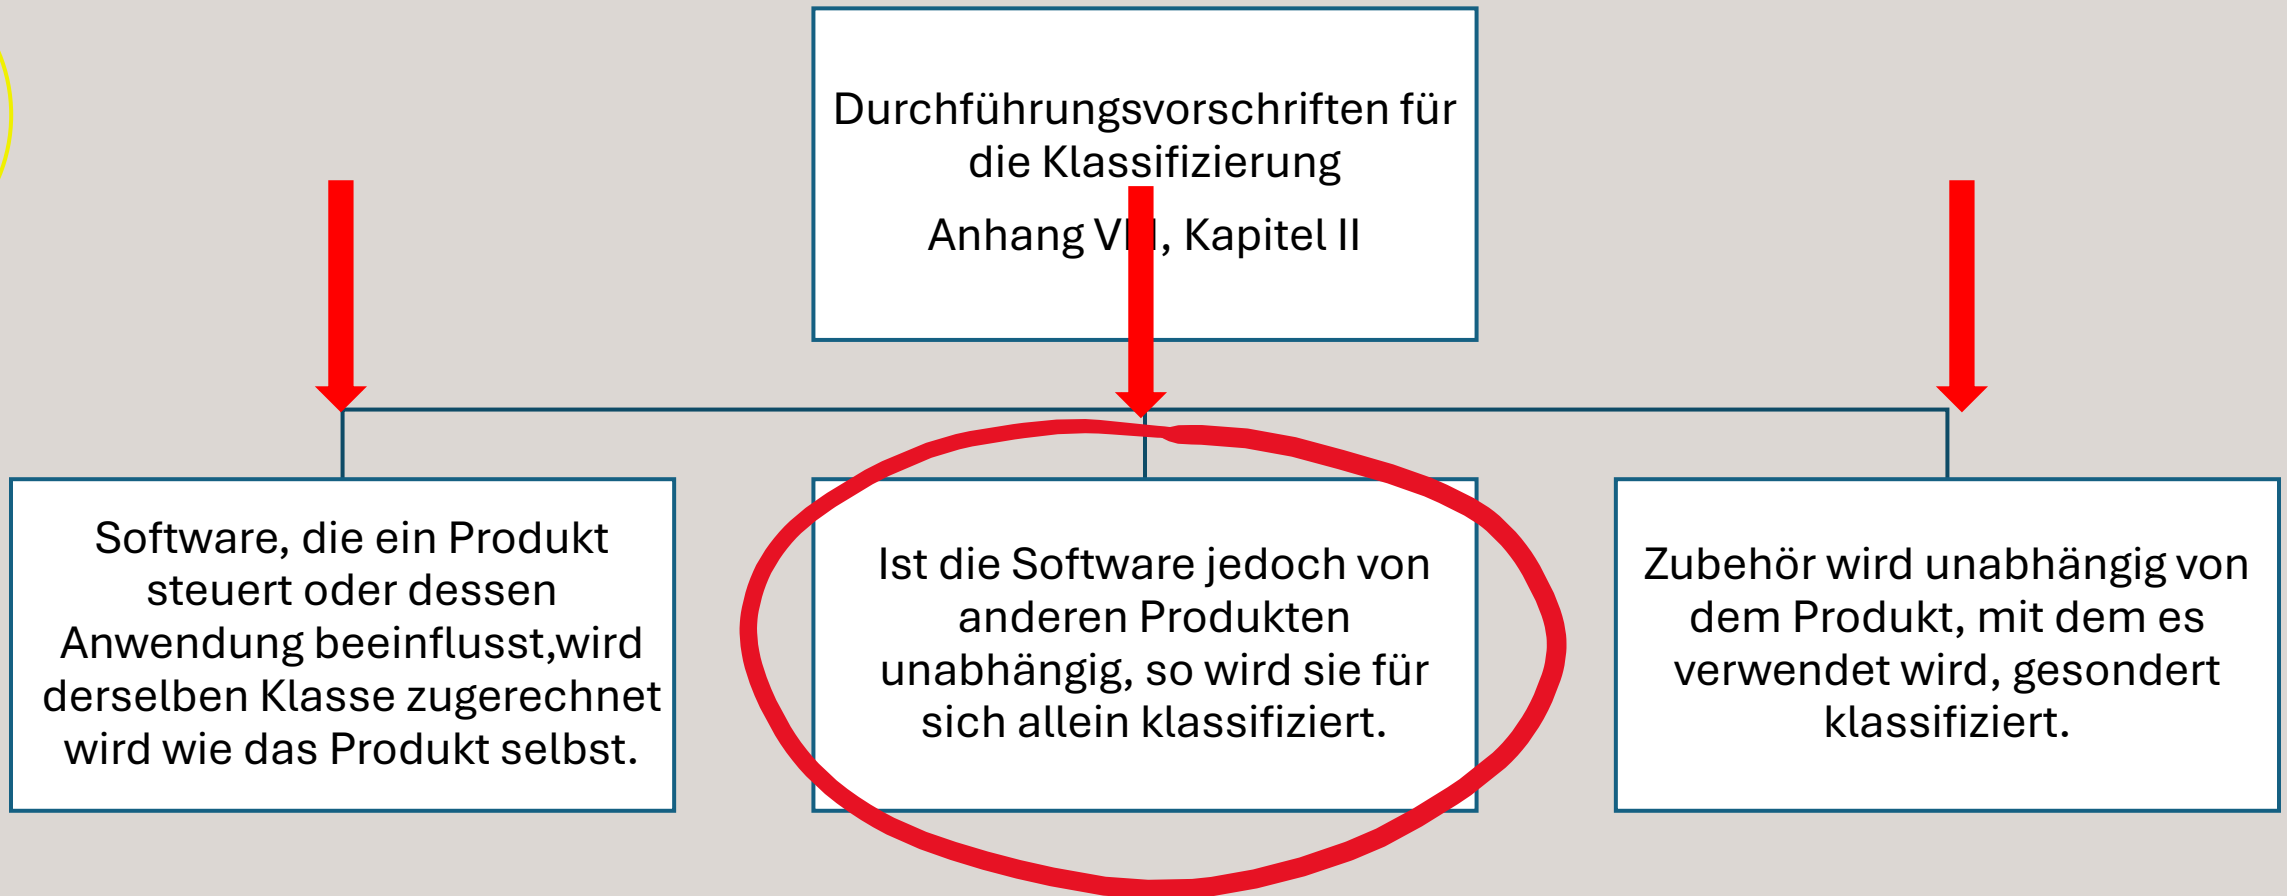 Durchführungsvorschriften für
die Klassifizierung
Anhang VIII, Kapitel II
Software, die ein Produkt
steuert oder dessen
Anwendung beeinflusst,wird
derselben Klasse zugerechnet
wird wie das Produkt selbst.
Ist die Software jedoch von
anderen Produkten
unabhängig, so wird sie für
sich allein klassifiziert.
Zubehör wird unabhängig von
dem Produkt, mit dem es
verwendet wird, gesondert
klassifiziert.